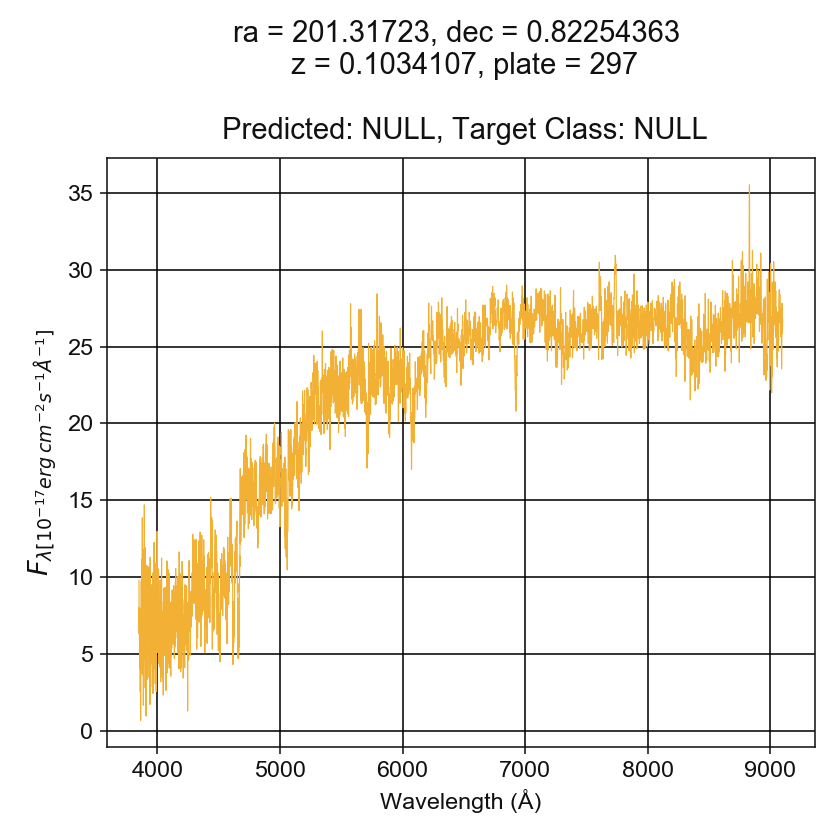 ra = 201.31723, dec = 0.82254363
z = 0.1034107, plate = 297
Predicted: NULL, Target Class: NULL
35
30
25
20
15
10
5
0
F_λ[10⁻¹⁷erg cm⁻²s⁻¹Å⁻¹]
4000 5000 6000 7000 8000 9000
Wavelength (Å)